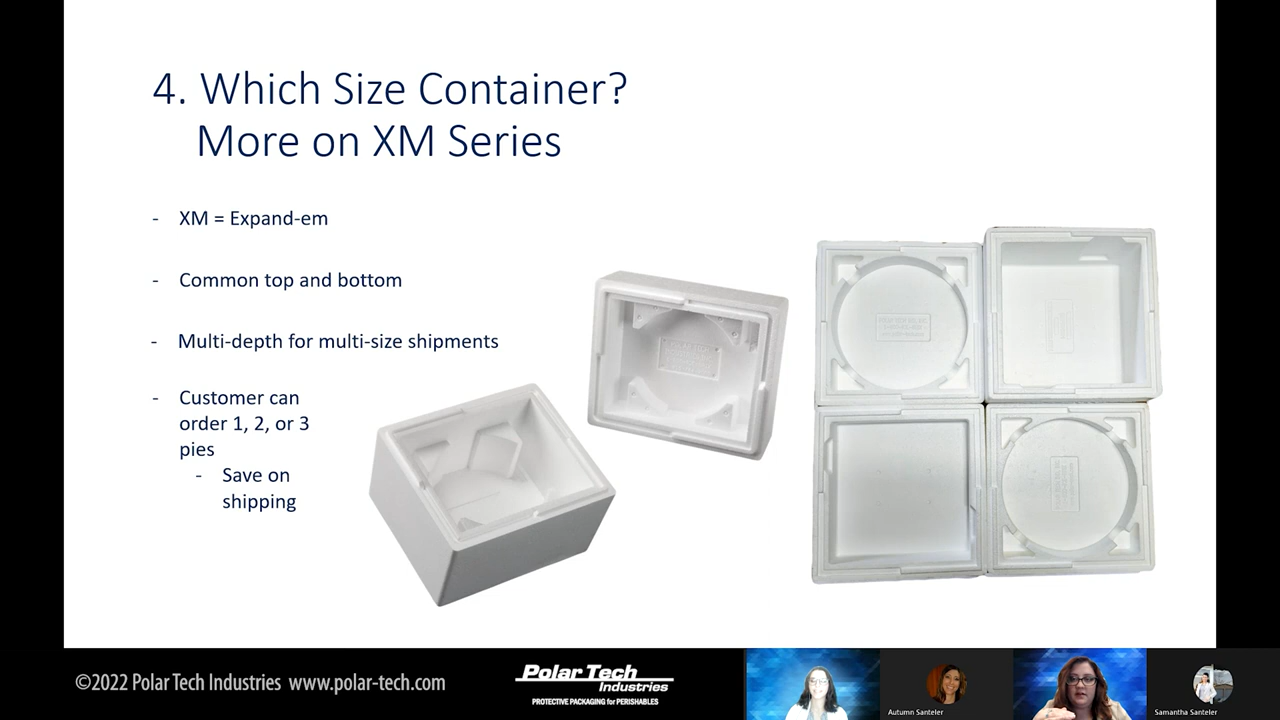 4. Which Size Container?
More on XM Series
- XM = Expand-em
- Common top and bottom
- Multi-depth for multi-size shipments
- Customer can
order 1, 2, or 3
pies
- Save on
shipping
©2022 Polar Tech Industries www.polar-tech.com
Polar Tech
Industries
PROTECTIVE PACKAGING for PERISHABLES
Autumn Santeler
Samantha Santeler